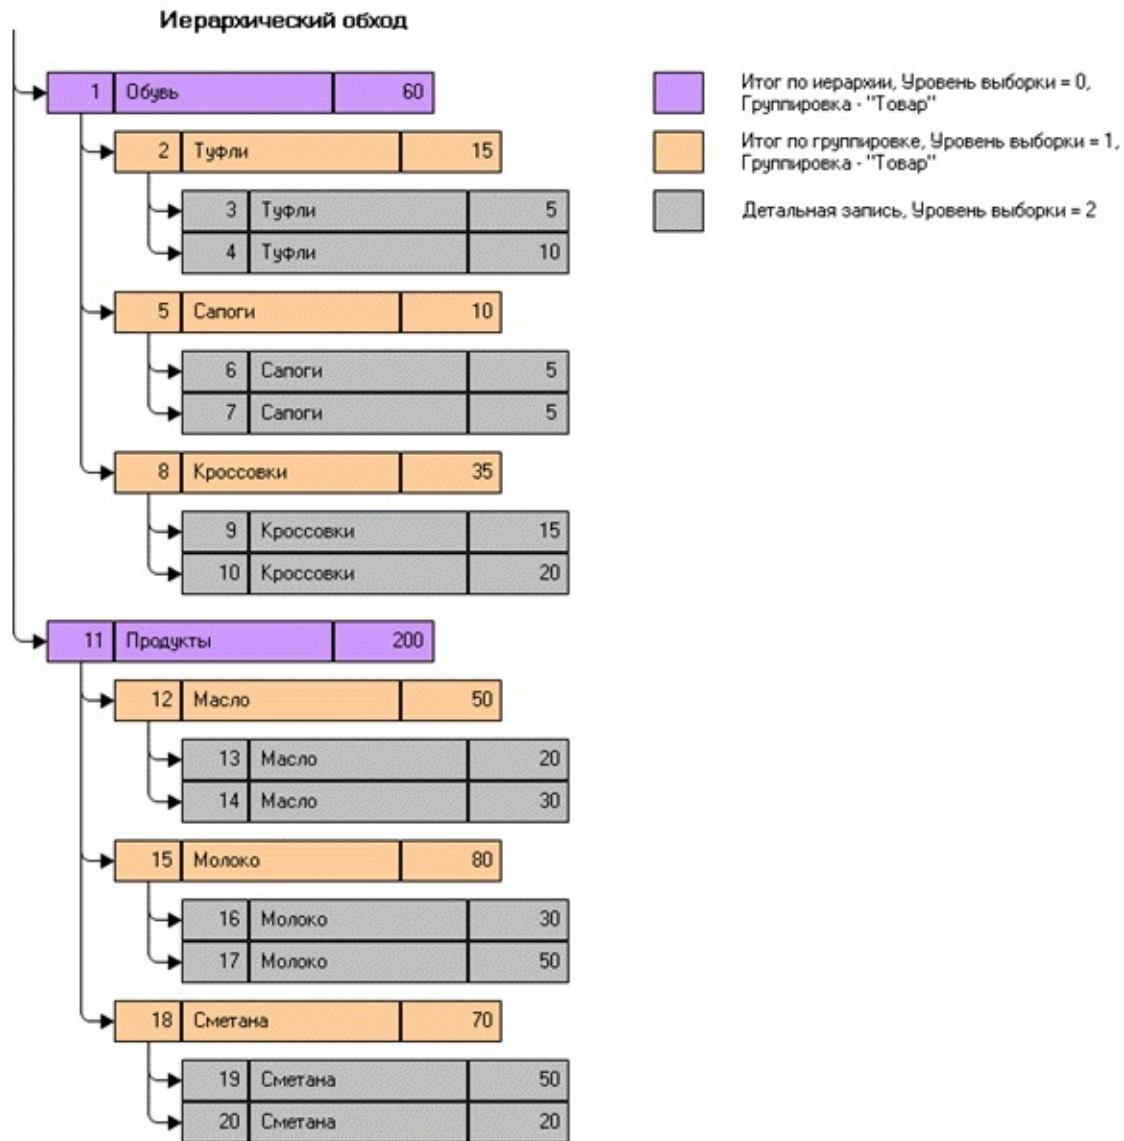 Иерархический обход
1 Обувь 60
Итог по иерархии, Уровень выборки = 0,
Группировка - "Товар"
2 Туфли 15
Итог по группировке, Уровень выборки = 1,
Группировка - "Товар"
3 Туфли 5
Детальная запись, Уровень выборки = 2
4 Туфли 10
5 Сапоги 10
6 Сапоги 5
7 Сапоги 5
8 Кроссовки 35
9 Кроссовки 15
10 Кроссовки 20
11 Продукты 200
12 Масло 50
13 Масло 20
14 Масло 30
15 Молоко 80
16 Молоко 30
17 Молоко 50
18 Сметана 70
19 Сметана 50
20 Сметана 20